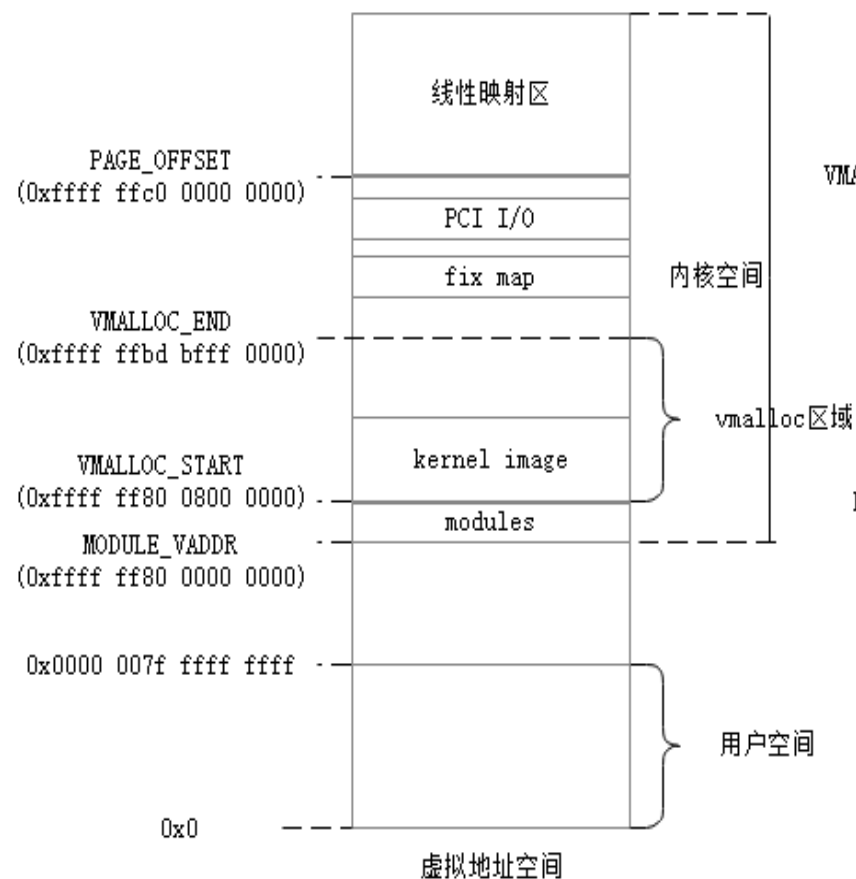 线性映射区
PAGE_OFFSET
(0xffff ffc0 0000 0000)
VMA
PCI I/O
fix map
内核空间
VMALLOC_END
(0xffff ffbd bfff 0000)
vmalloc区域
kernel image
VMALLOC_START
(0xffff ff80 0800 0000)
modules
MODULE_VADDR
(0xffff ff80 0000 0000)
0x0000 007f ffff ffff
用户空间
0x0
虚拟地址空间